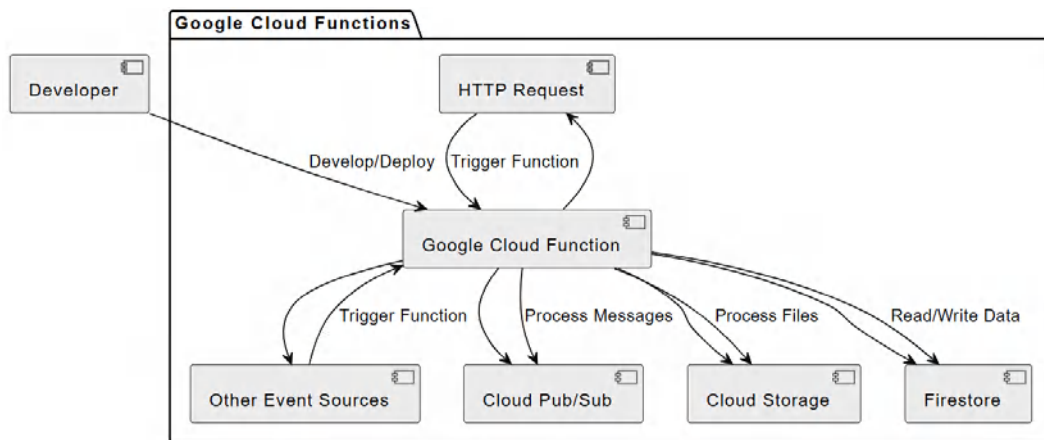 Google Cloud Functions
Developer
HTTP Request
Develop/Deploy
Trigger Function
Google Cloud Function
Trigger Function
Process Messages
Process Files
Read/Write Data
Other Event Sources
Cloud Pub/Sub
Cloud Storage
Firestore